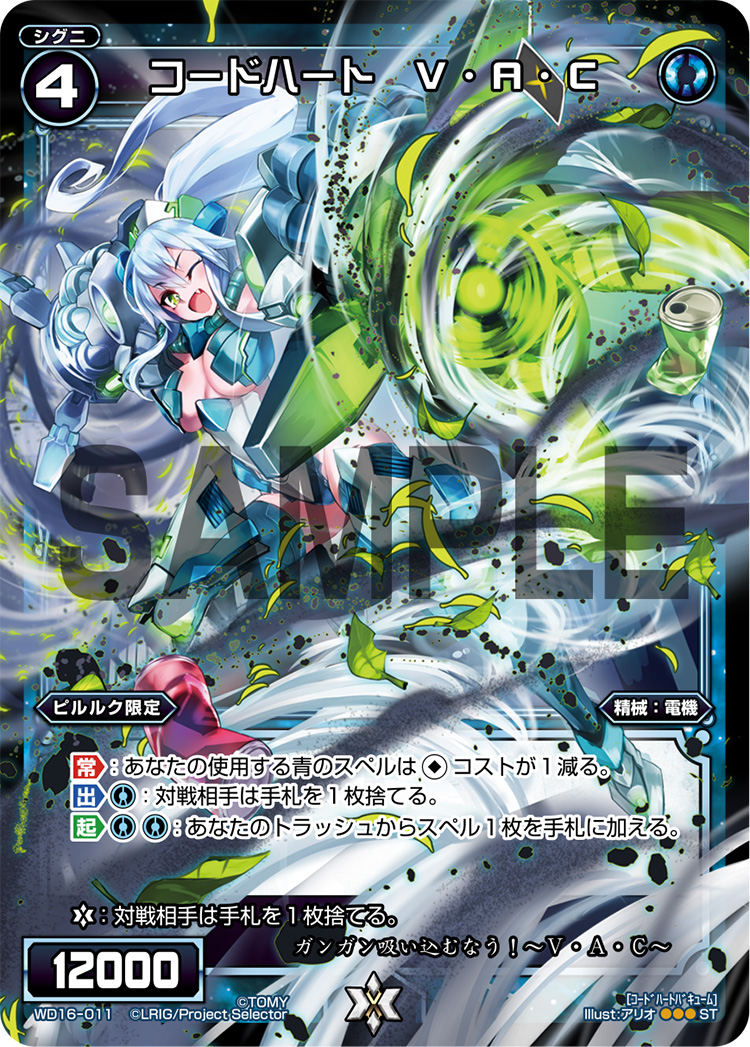 シグニ
4
コードハート V・A・C
SAMPLE
ピルルク限定
精械：電機
常：あなたの使用する青のスペルは コストが1減る。
出 ：対戦相手は手札を1枚捨てる。
起 ：あなたのトラッシュからスペル1枚を手札に加える。
：対戦相手は手札を1枚捨てる。
ガンガン吸い込むなう！〜V・A・C〜
12000
©TOMY
WD16-011 ©LRIG/Project Selector
[コードハートバキューム]
Illust:アリオ ST